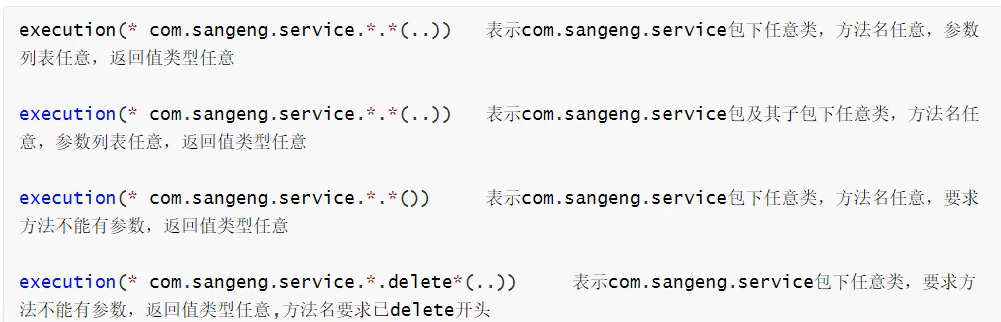 execution(* com.sangeng.service.*.*(..))   表示com.sangeng.service包下任意类，方法名任意，参数
列表任意，返回值类型任意
execution(* com.sangeng.service.*.*(..))   表示com.sangeng.service包及其子包下任意类，方法名任
意，参数列表任意，返回值类型任意
execution(* com.sangeng.service.*.*())     表示com.sangeng.service包下任意类，方法名任意，要求
方法不能有参数，返回值类型任意
execution(* com.sangeng.service.*.delete*(..))     表示com.sangeng.service包下任意类，要求方
法不能有参数，返回值类型任意,方法名要求已delete开头